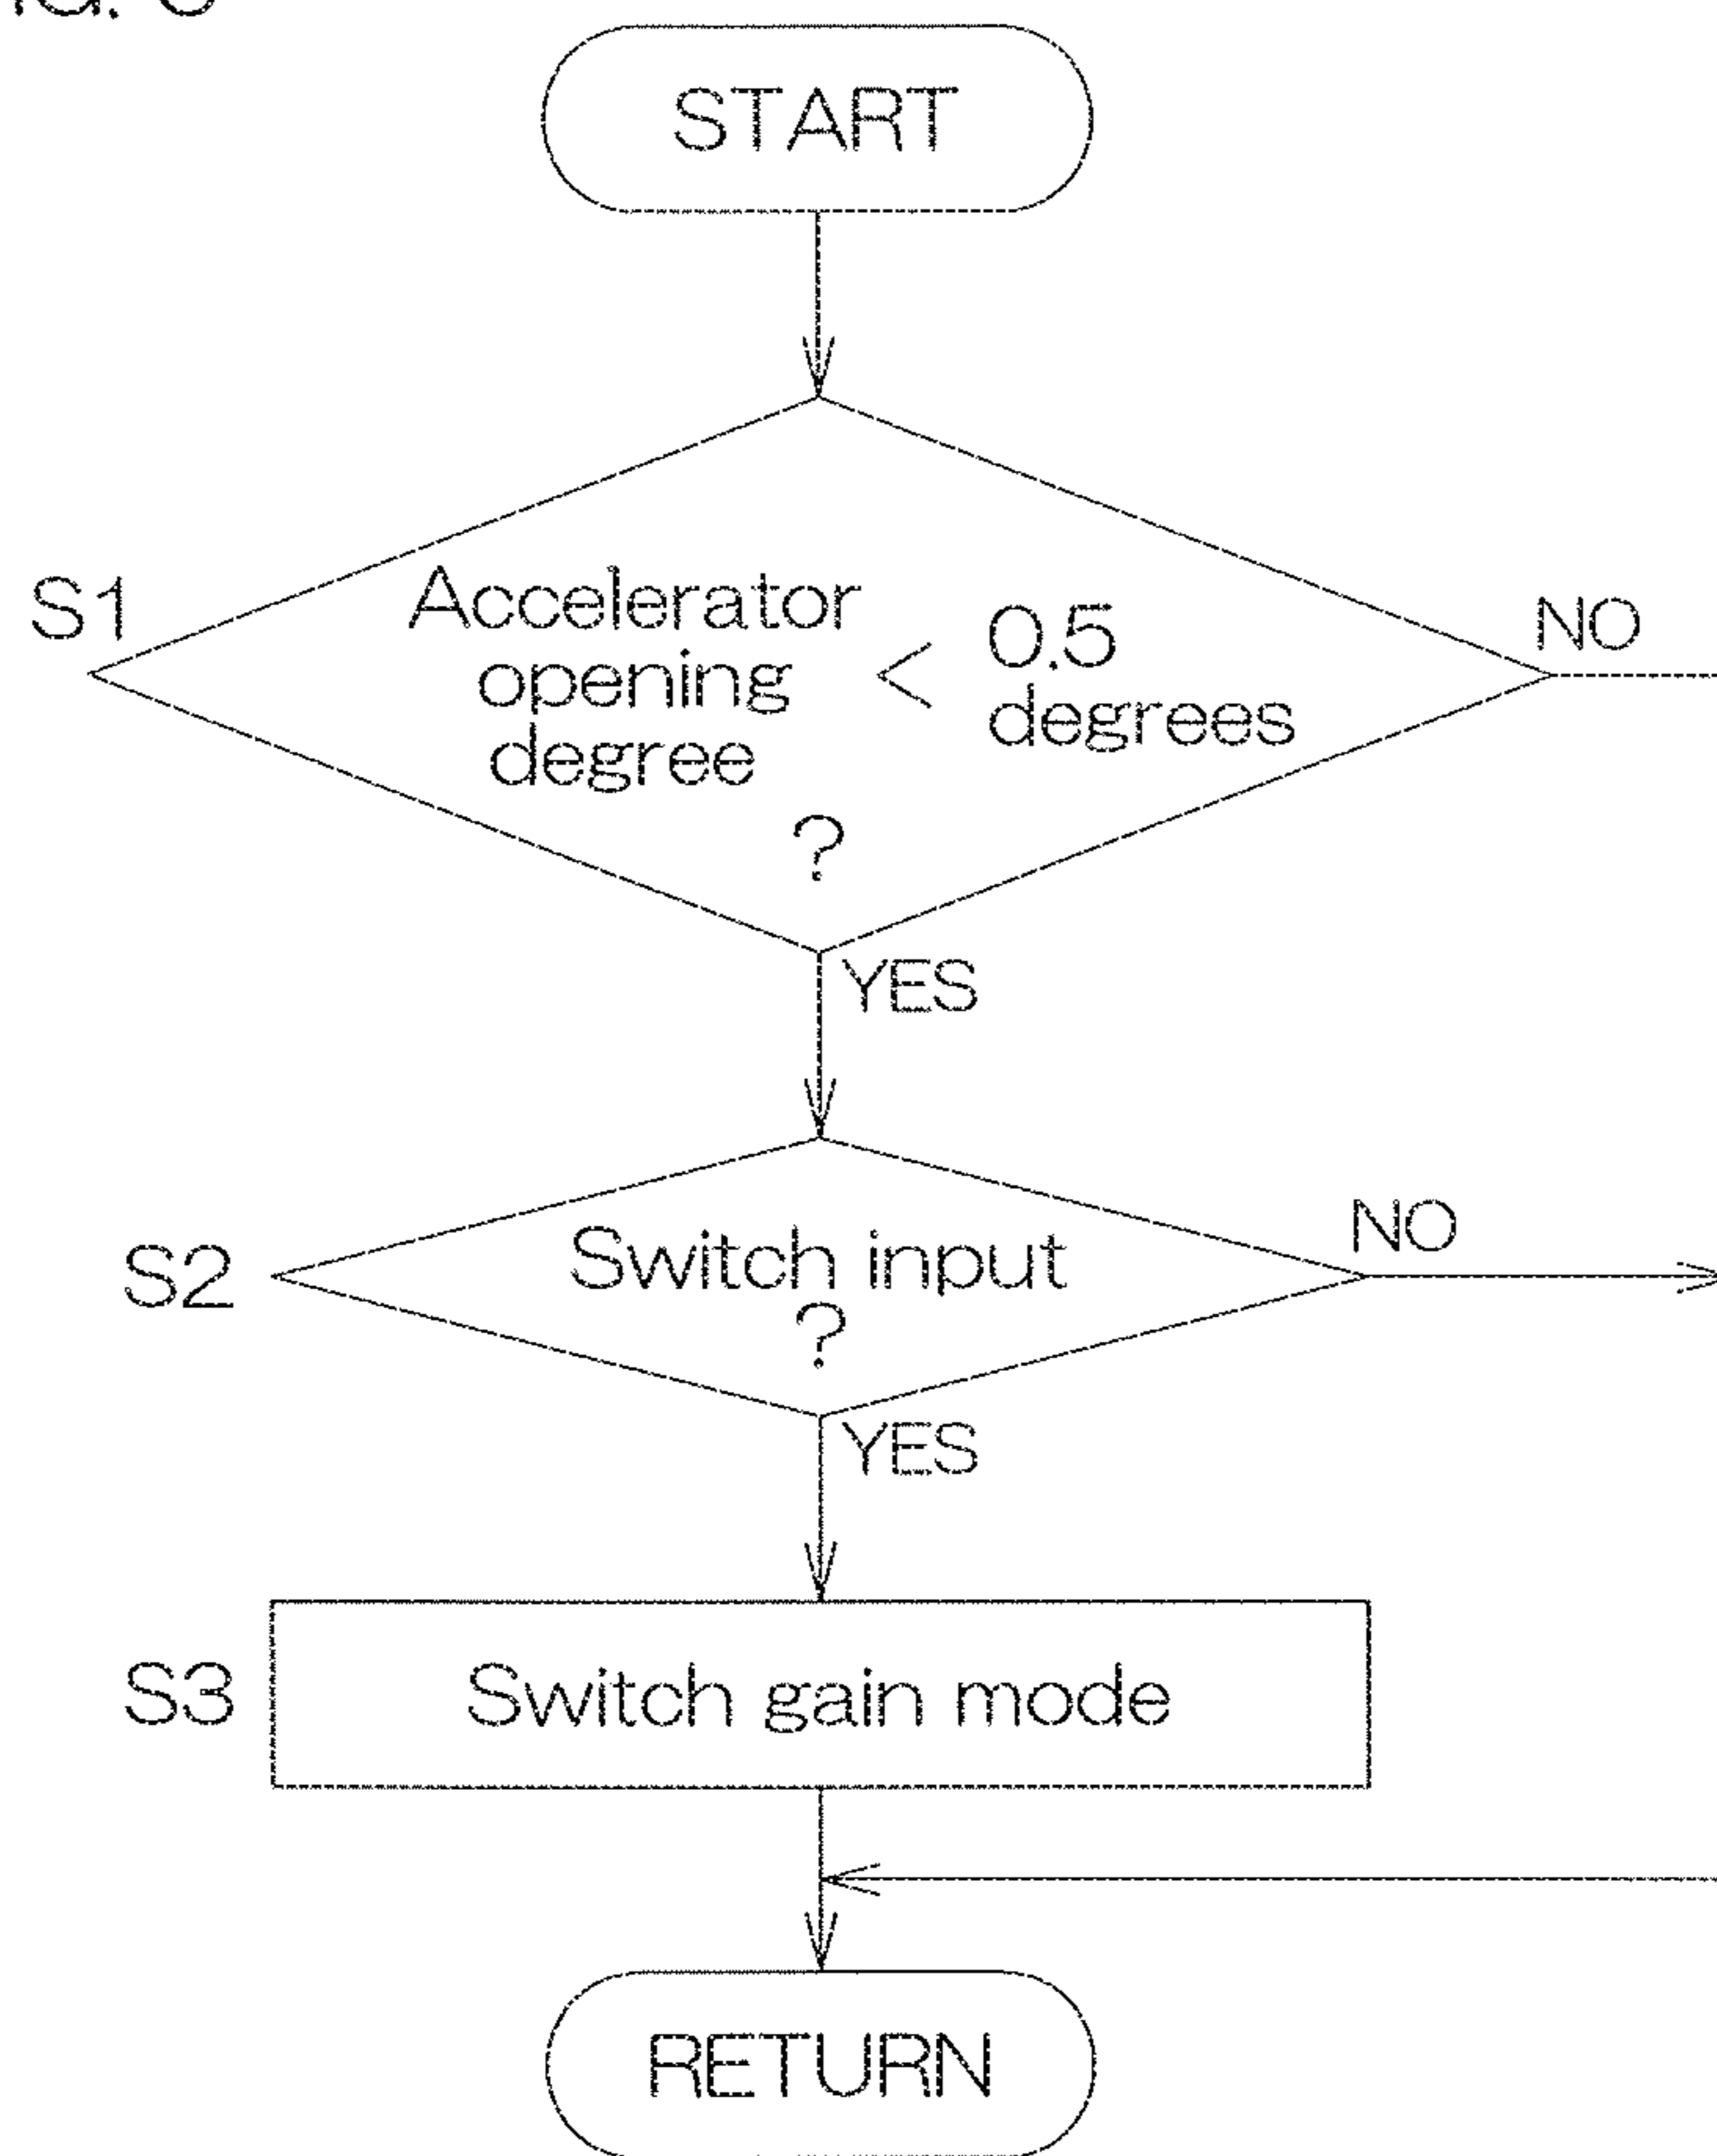 START
S1
Accelerator
opening
degree
<
0.5
degrees
?
NO
YES
S2
Switch input
?
NO
YES
S3
Switch gain mode
RETURN